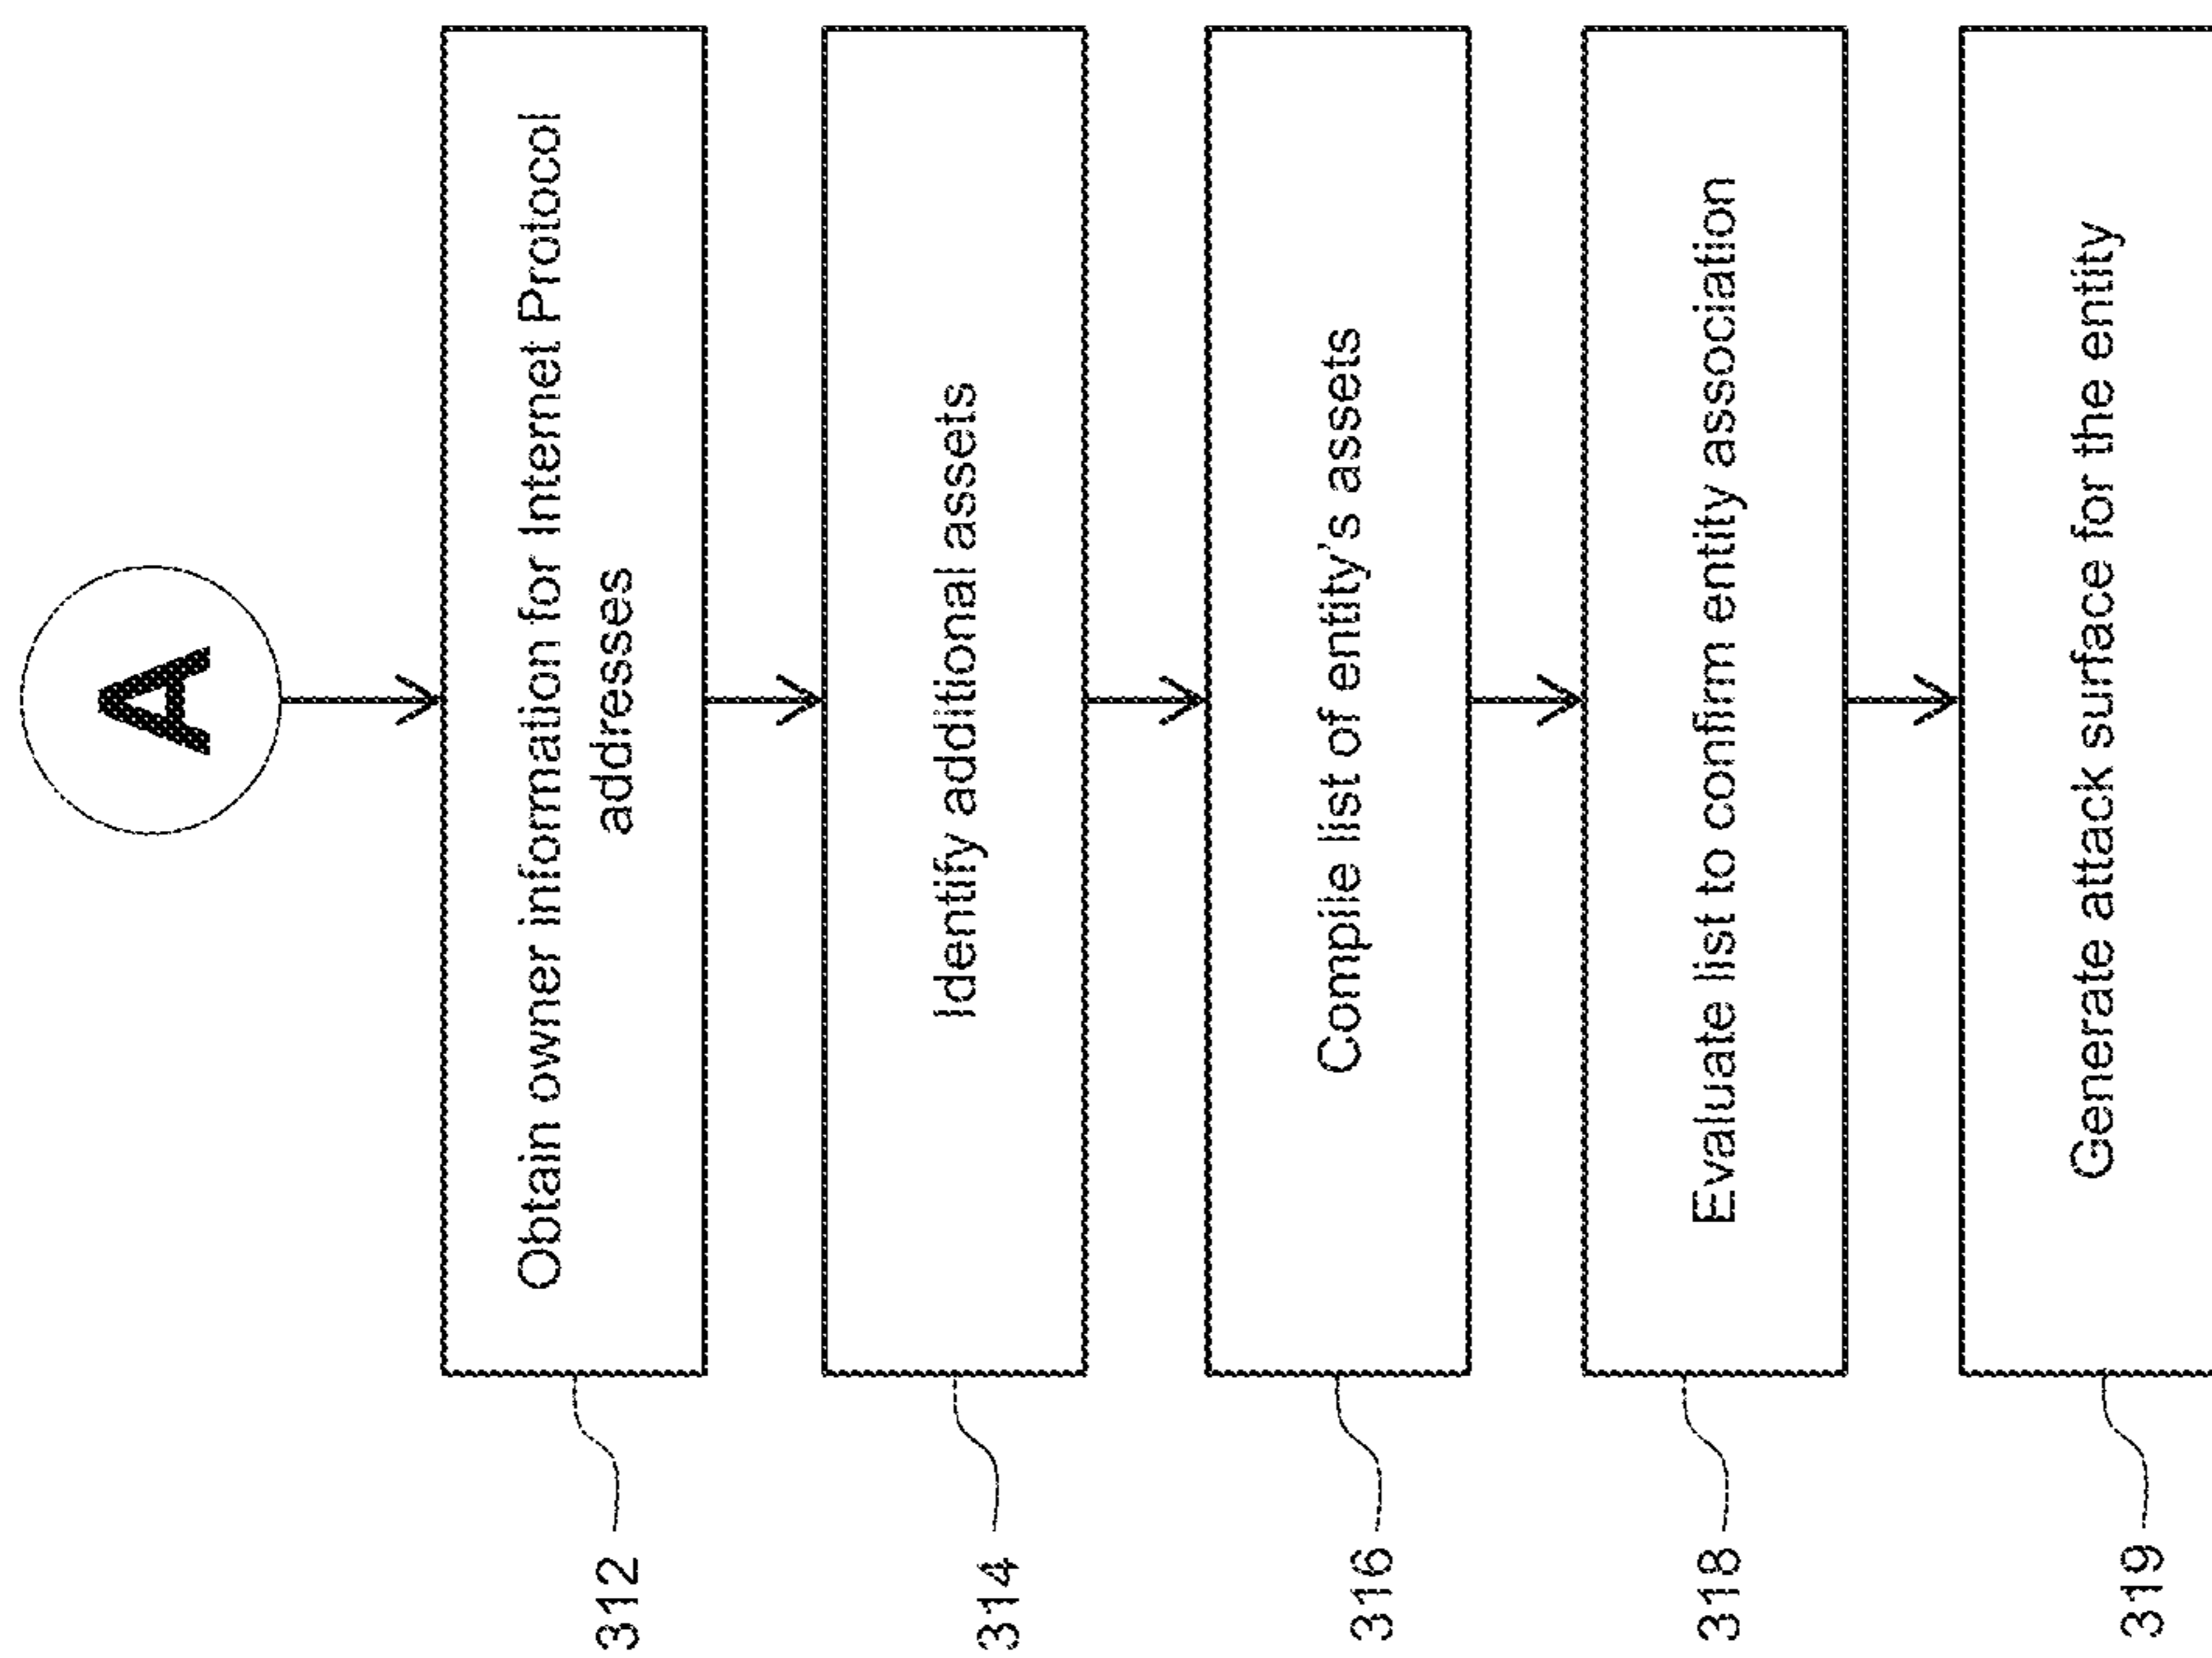 A
Obtain owner information for Internet Protocol
addresses
312
Identify additional assets
314
Compile list of entity's assets
316
Evaluate list to confirm entity association
318
Generate attack surface for the entity
319